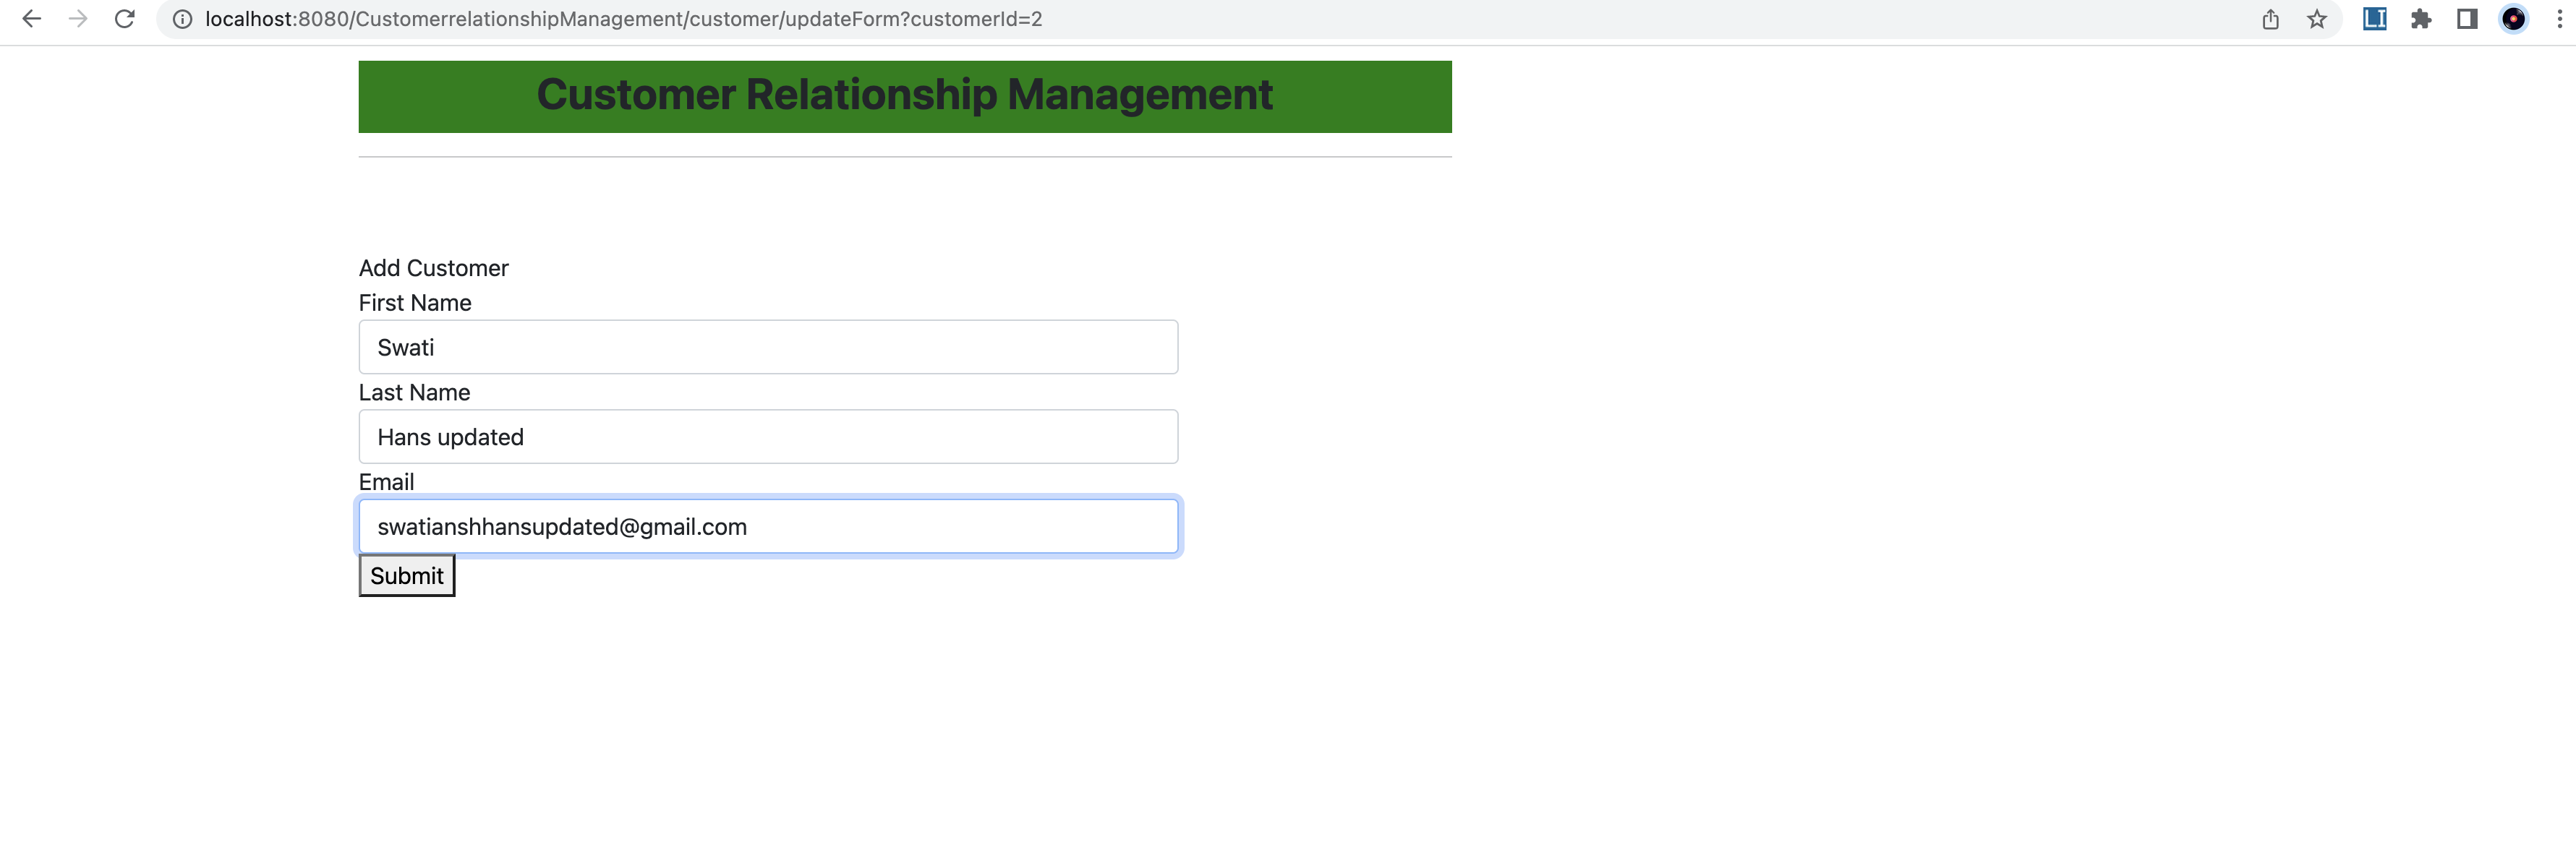 localhost:8080/CustomerrelationshipManagement/customer/updateForm?customerId=2
LI
Customer Relationship Management
Add Customer
First Name
Swati
Last Name
Hans updated
Email
swatianshhansupdated@gmail.com
Submit